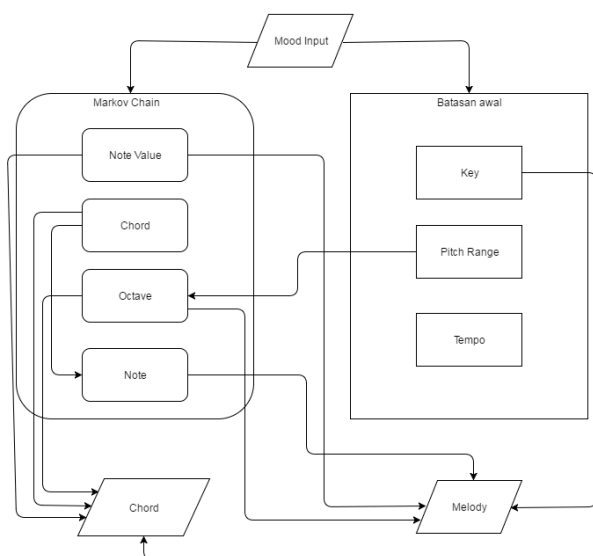 Mood Input
Markov Chain
Note Value
Chord
Octave
Note
Batasan awal
Key
Pitch Range
Tempo
Chord
Melody